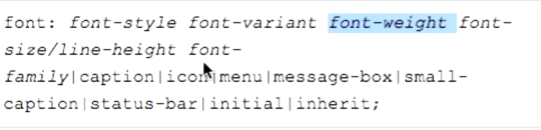 font: font-style font-variant font-weight font-
size/line-height font-
family|caption|icon|menu|message-box|small-
caption|status-bar|initial|inherit;